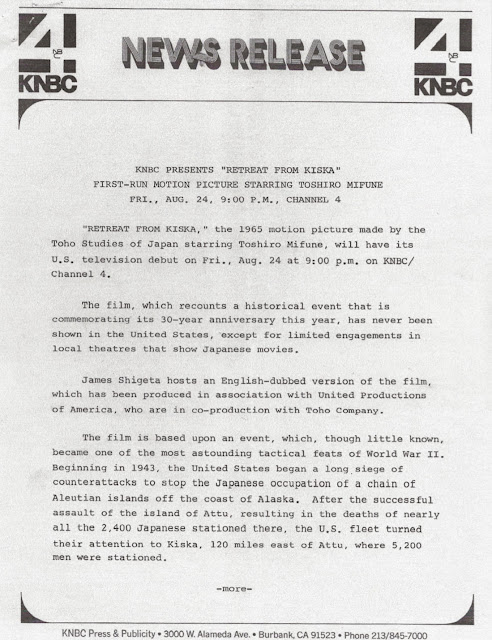 4 NBC
KNBC
NEWS RELEASE
4 NBC
KNBC
KNBC PRESENTS "RETREAT FROM KISKA"
FIRST-RUN MOTION PICTURE STARRING TOSHIRO MIFUNE
FRI., AUG. 24, 9:00 P.M., CHANNEL 4
"RETREAT FROM KISKA," the 1965 motion picture made by the
Toho Studies of Japan starring Toshiro Mifune, will have its
U.S. television debut on Fri., Aug. 24 at 9:00 p.m. on KNBC/
Channel 4.
The film, which recounts a historical event that is
commemorating its 30-year anniversary this year, has never been
shown in the United States, except for limited engagements in
local theatres that show Japanese movies.
James Shigeta hosts an English-dubbed version of the film,
which has been produced in association with United Productions
of America, who are in co-production with Toho Company.
The film is based upon an event, which, though little known,
became one of the most astounding tactical feats of World War II.
Beginning in 1943, the United States began a long siege of
counterattacks to stop the Japanese occupation of a chain of
Aleutian islands off the coast of Alaska. After the successful
assault of the island of Attu, resulting in the deaths of nearly
all the 2,400 Japanese stationed there, the U.S. fleet turned
their attention to Kiska, 120 miles east of Attu, where 5,200
men were stationed.
-more-
KNBC Press & Publicity • 3000 W. Alameda Ave. • Burbank, CA 91523 • Phone 213/845-7000